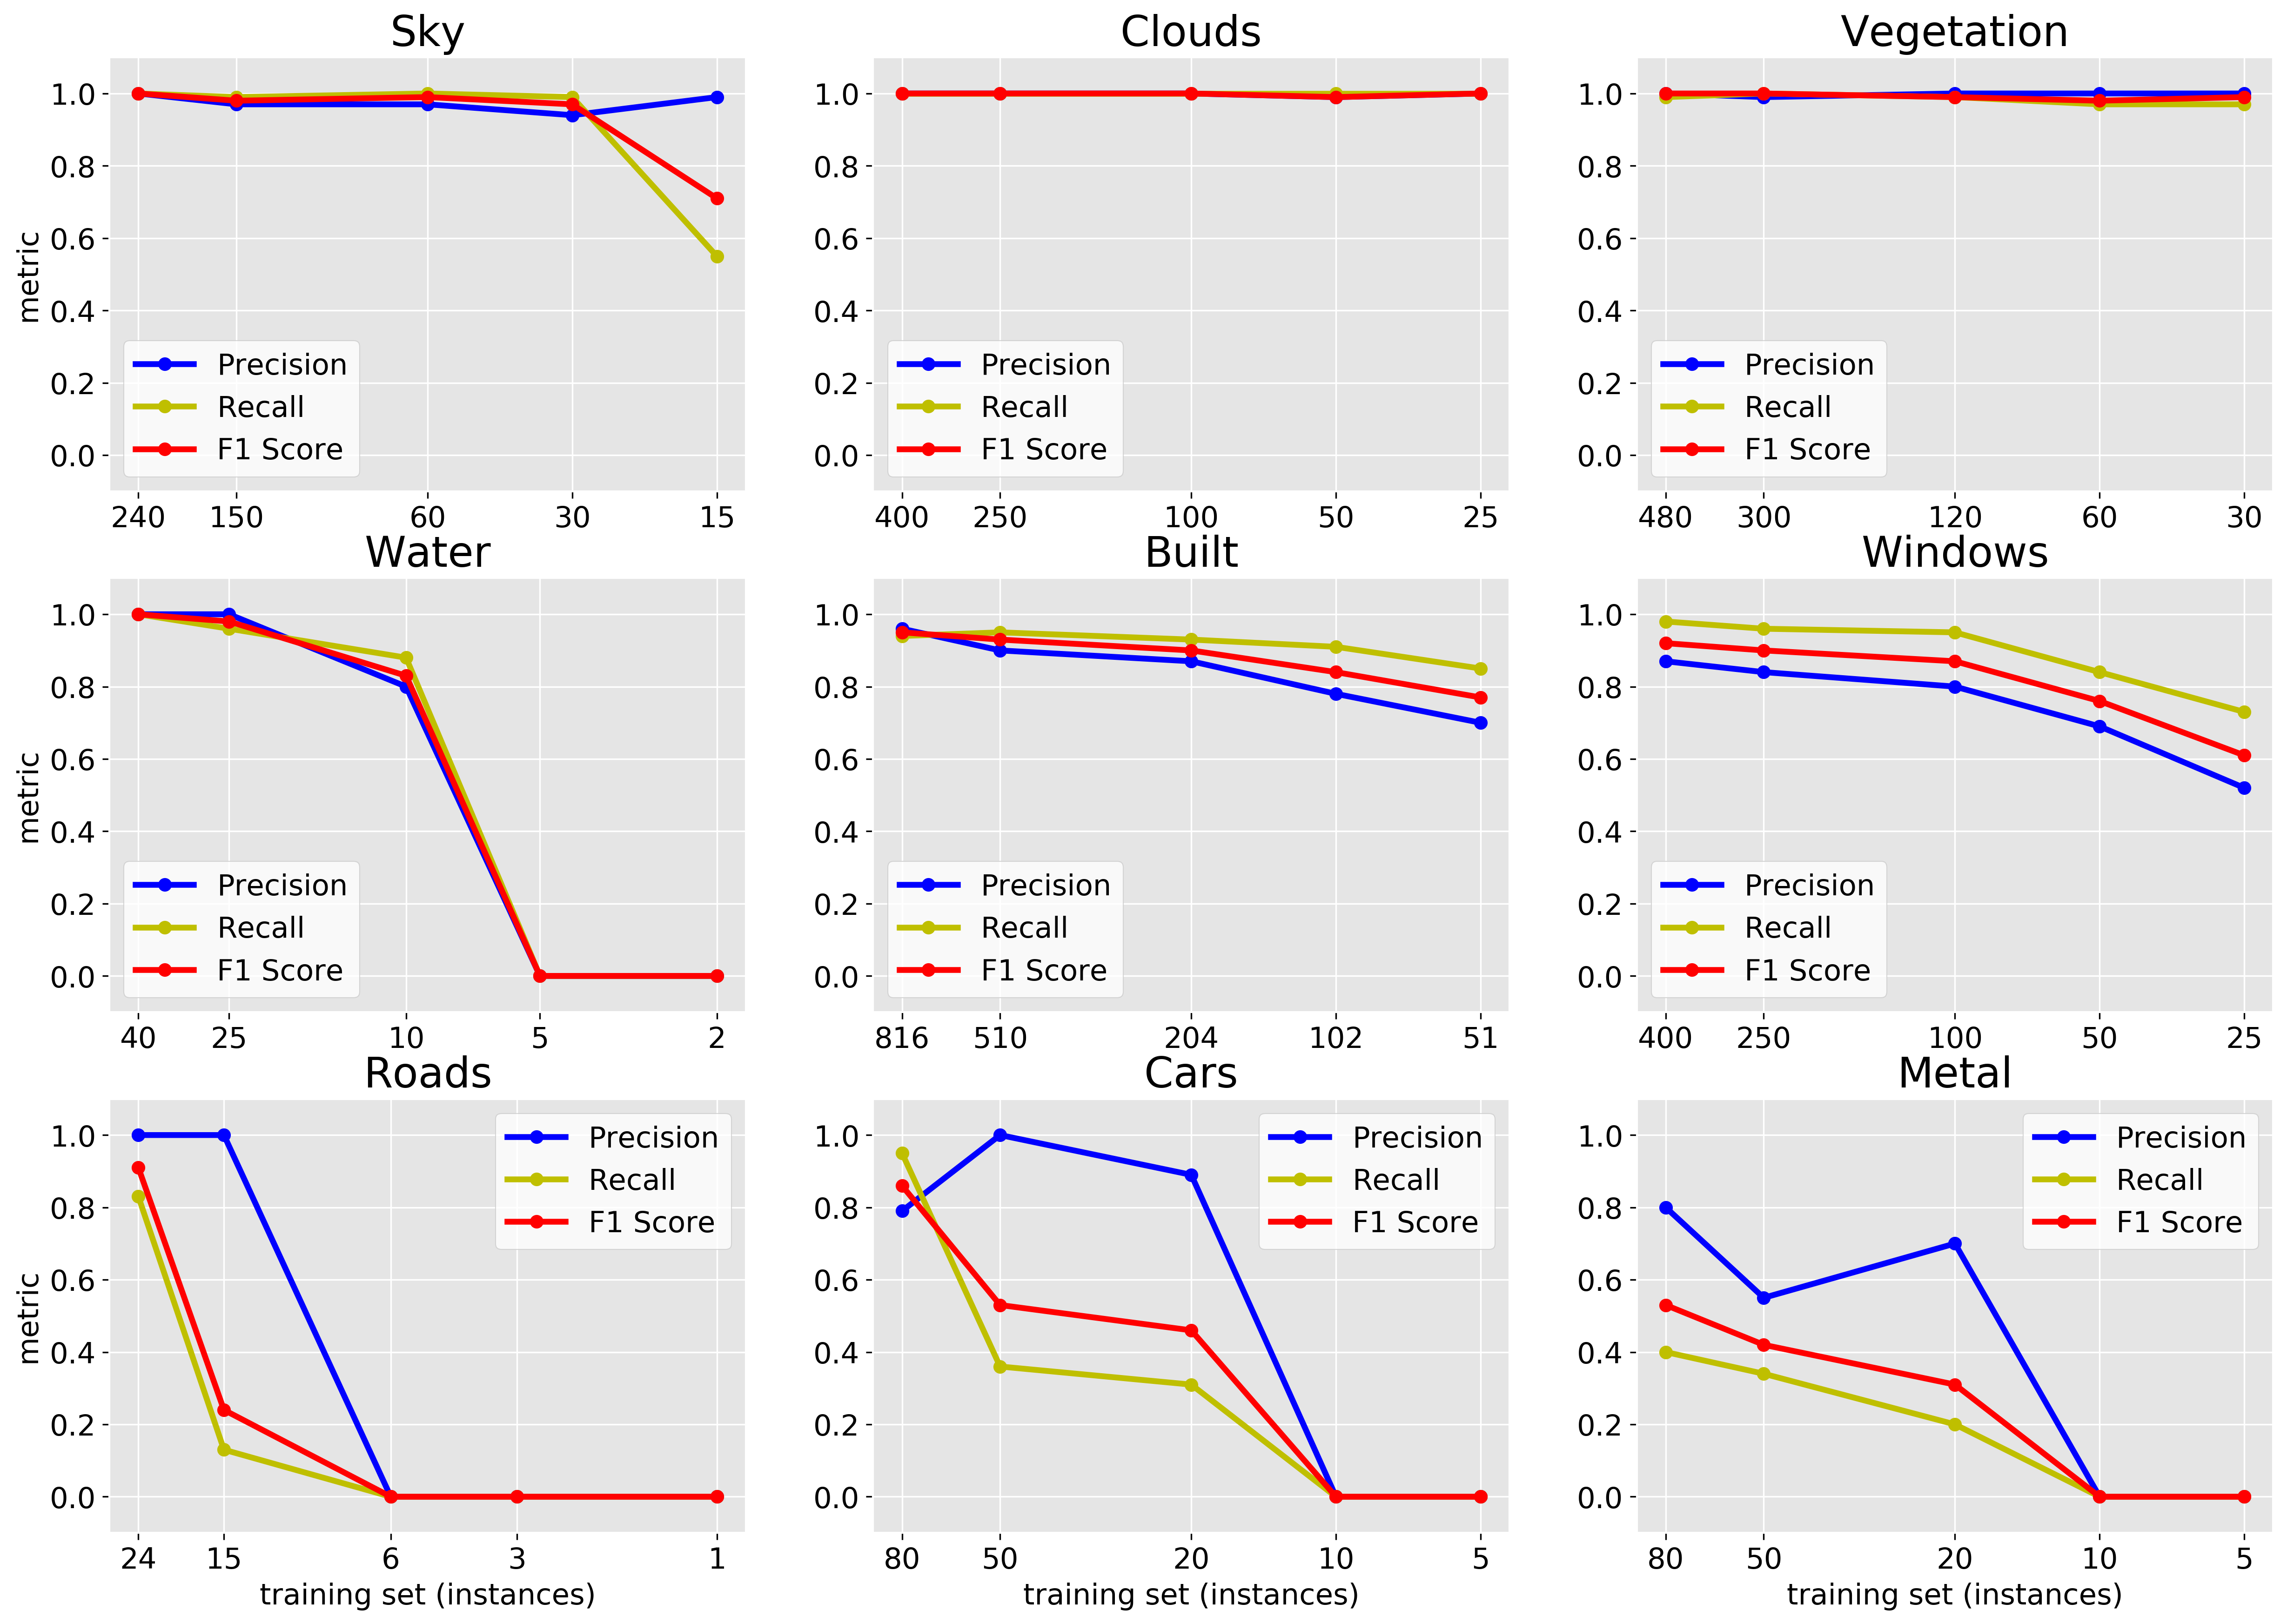 Sky
1.0
0.8
0.6
0.4
0.2
0.0
metric
Precision
Recall
F1 Score
240 150 60 30 15
Clouds
1.0
0.8
0.6
0.4
0.2
0.0
Precision
Recall
F1 Score
400 250 100 50 25
Vegetation
1.0
0.8
0.6
0.4
0.2
0.0
Precision
Recall
F1 Score
480 300 120 60 30
Water
1.0
0.8
0.6
0.4
0.2
0.0
metric
Precision
Recall
F1 Score
40 25 10 5 2
Built
1.0
0.8
0.6
0.4
0.2
0.0
Precision
Recall
F1 Score
816 510 204 102 51
Windows
1.0
0.8
0.6
0.4
0.2
0.0
Precision
Recall
F1 Score
400 250 100 50 25
Roads
1.0
0.8
0.6
0.4
0.2
0.0
metric
Precision
Recall
F1 Score
24 15 6 3 1
training set (instances)
Cars
1.0
0.8
0.6
0.4
0.2
0.0
Precision
Recall
F1 Score
80 50 20 10 5
training set (instances)
Metal
1.0
0.8
0.6
0.4
0.2
0.0
Precision
Recall
F1 Score
80 50 20 10 5
training set (instances)